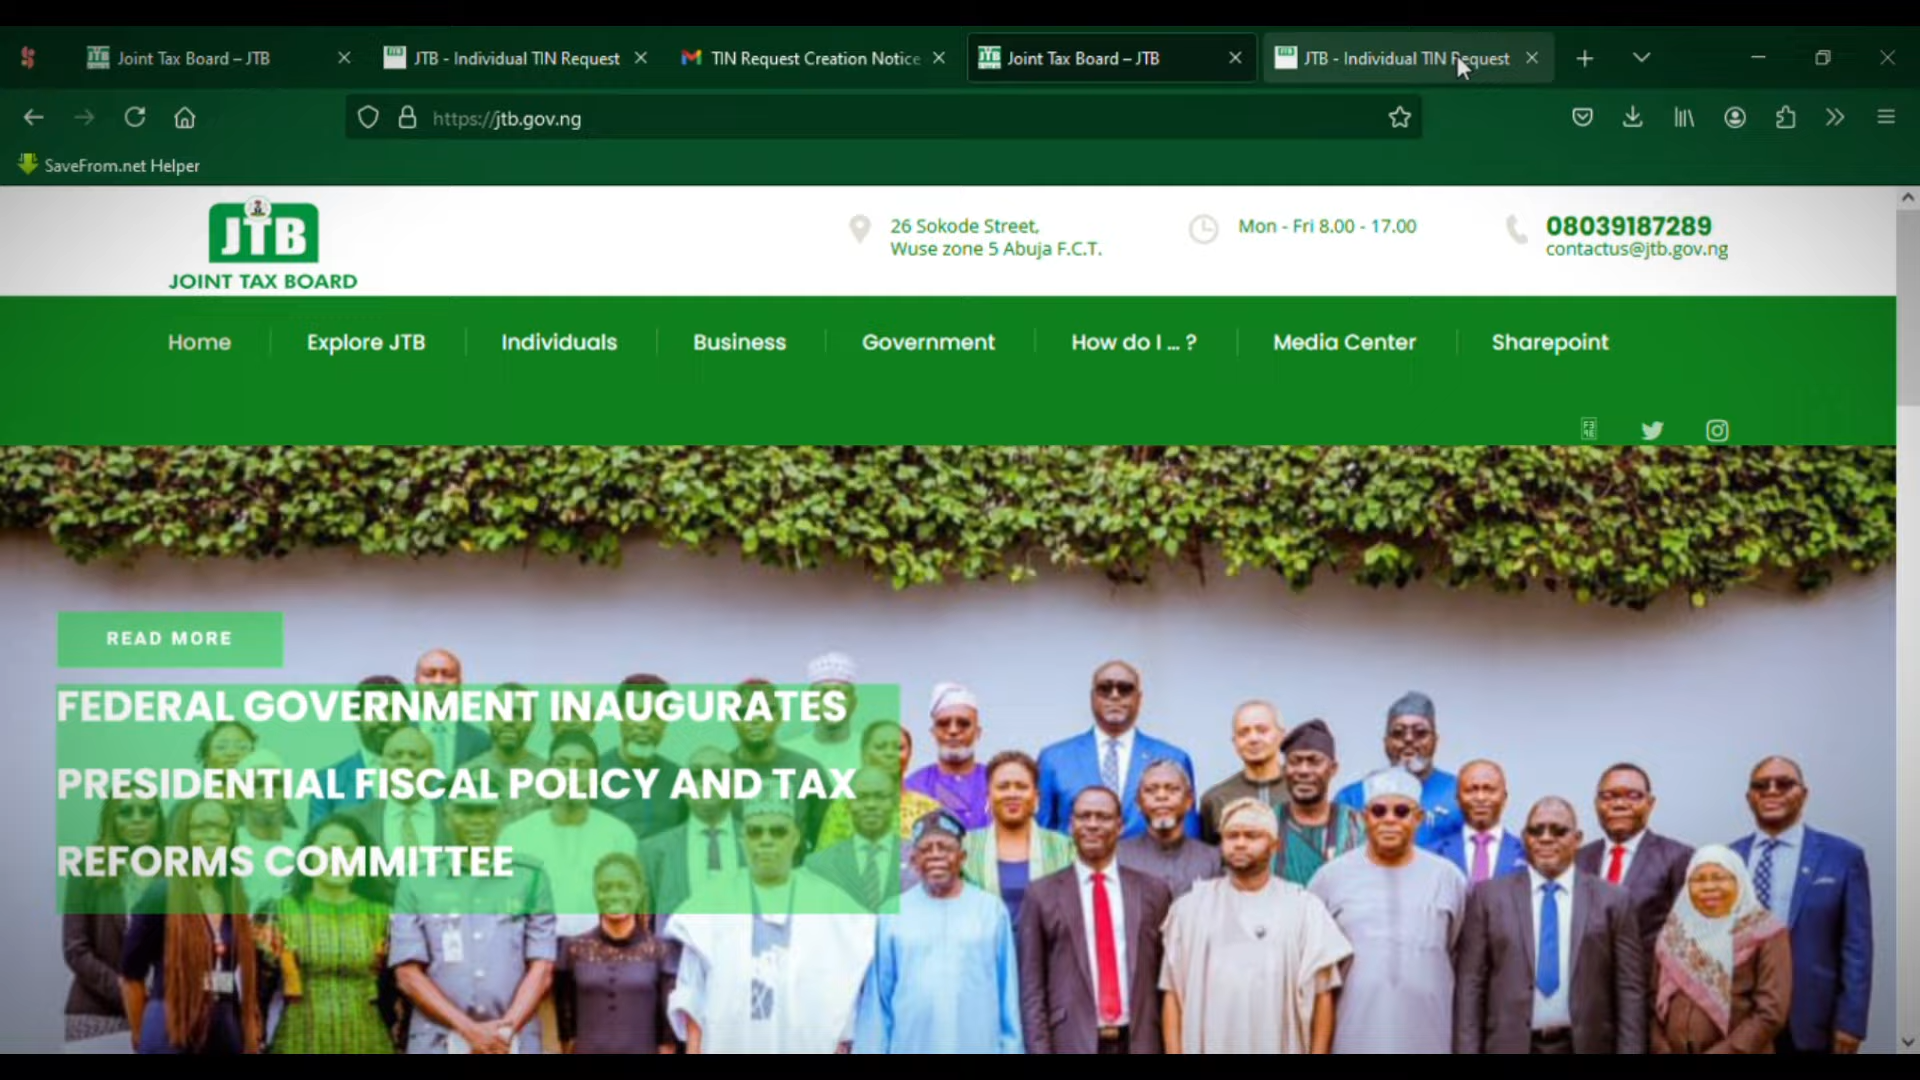 Joint Tax Board – JTB
JTB - Individual TIN Request
TIN Request Creation Notice
Joint Tax Board – JTB
JTB - Individual TIN Request
https://jtb.gov.ng
SaveFrom.net Helper
JTB
JOINT TAX BOARD
26 Sokode Street,
Wuse zone 5 Abuja F.C.T.
Mon - Fri 8.00 - 17.00
08039187289
contactus@jtb.gov.ng
Home
Explore JTB
Individuals
Business
Government
How do I ... ?
Media Center
Sharepoint
READ MORE
FEDERAL GOVERNMENT INAUGURATES
PRESIDENTIAL FISCAL POLICY AND TAX
REFORMS COMMITTEE